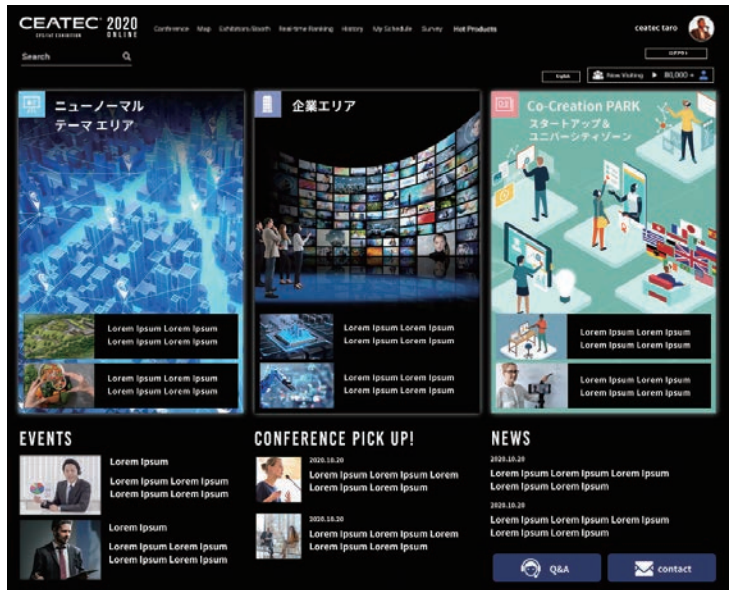 CEATEC 2020
ONLINE
Conference Map Exhibitors/Booth Real-time Ranking History My Schedule Survey Hot Products
ceatec taro
Search
Q&A
Now Visiting ▶ 80,000 +
ニューノーマル
テーマ エリア
企業エリア
Co-Creation PARK
スタートアップ&
ユニバーシティゾーン
Lorem Ipsum Lorem Ipsum
Lorem Ipsum Lorem Ipsum
Lorem Ipsum Lorem Ipsum
Lorem Ipsum Lorem Ipsum
Lorem Ipsum Lorem Ipsum
Lorem Ipsum Lorem Ipsum
Lorem Ipsum Lorem Ipsum
Lorem Ipsum Lorem Ipsum
Lorem Ipsum Lorem Ipsum
Lorem Ipsum Lorem Ipsum
Lorem Ipsum Lorem Ipsum
Lorem Ipsum Lorem Ipsum
EVENTS
Lorem Ipsum
Lorem Ipsum Lorem Ipsum
Lorem Ipsum Lorem Ipsum
Lorem Ipsum
Lorem Ipsum Lorem Ipsum
Lorem Ipsum Lorem Ipsum
CONFERENCE PICK UP!
2020.10.20
Lorem Ipsum Lorem Ipsum Lorem
Lorem Ipsum Lorem Ipsum
2020.10.20
Lorem Ipsum Lorem Ipsum Lorem
Lorem Ipsum Lorem Ipsum
NEWS
2020.10.20
Lorem Ipsum Lorem Ipsum Lorem Ipsum
Lorem Ipsum Lorem Ipsum
2020.10.20
Lorem Ipsum Lorem Ipsum Lorem Ipsum
Lorem Ipsum Lorem Ipsum
Q&A
contact